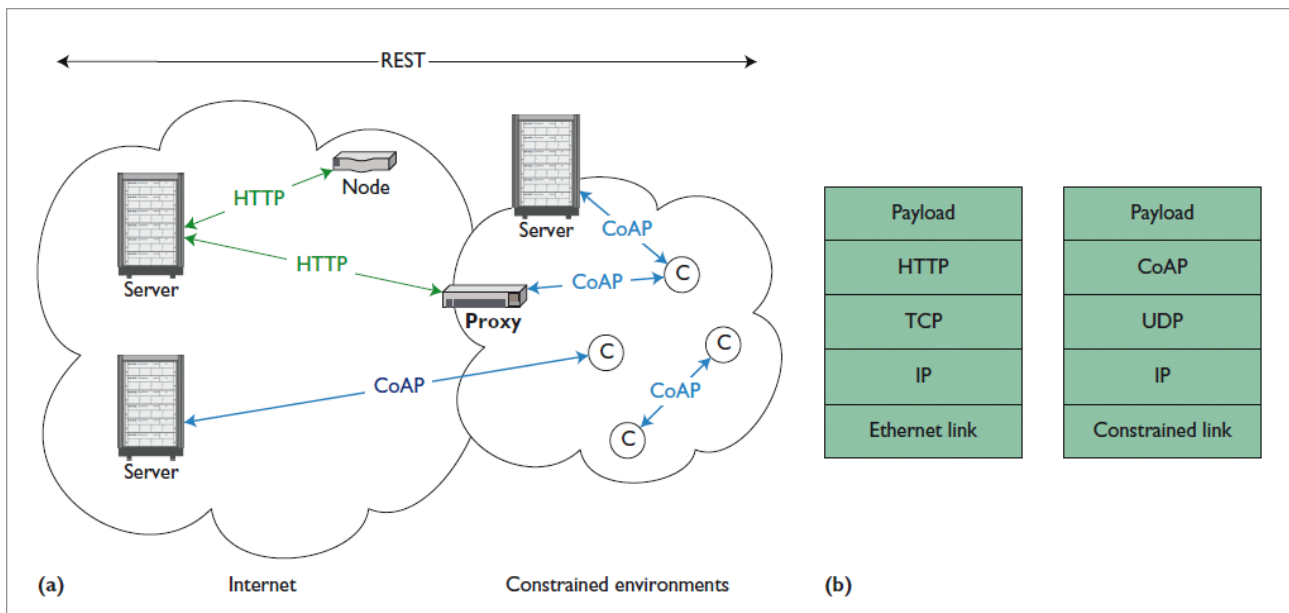 REST
HTTP
Node
Server
HTTP
Server
CoAP
C
CoAP
Proxy
C
C
CoAP
CoAP
C
Server
(a)
Internet
Constrained environments
Payload
HTTP
TCP
IP
Ethernet link
Payload
CoAP
UDP
IP
Constrained link
(b)